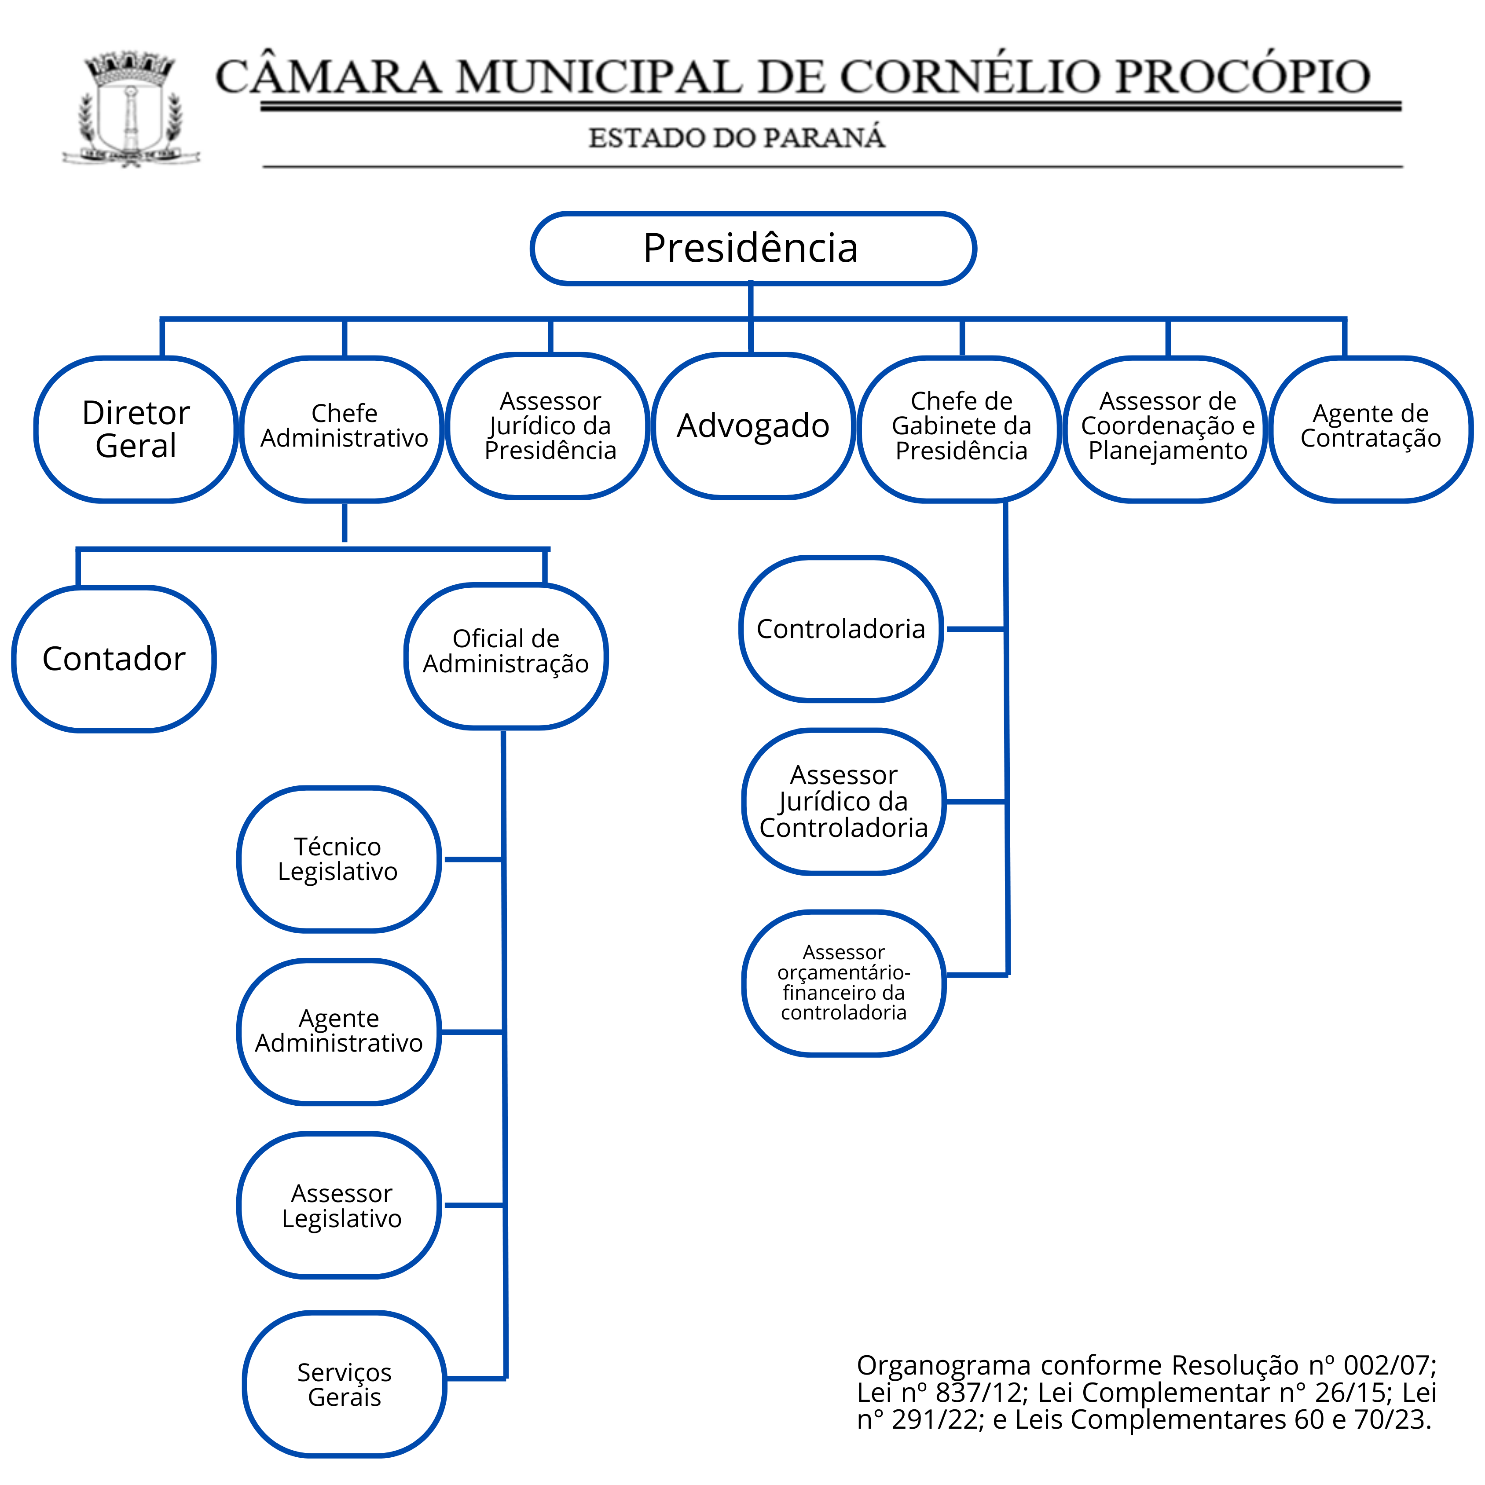 CÂMARA MUNICIPAL DE CORNÉLIO PROCÓPIO
ESTADO DO PARANÁ
Presidência
Diretor
Geral
Chefe
Administrativo
Assessor
Jurídico da
Presidência
Advogado
Chefe de
Gabinete da
Presidência
Assessor de
Coordenação e
Planejamento
Agente de
Contratação
Contador
Oficial de
Administração
Controladoria
Assessor
Jurídico da
Controladoria
Assessor
orçamentário-
financeiro da
controladoria
Técnico
Legislativo
Agente
Administrativo
Assessor
Legislativo
Serviços
Gerais
Organograma conforme Resolução nº 002/07;
Lei nº 837/12; Lei Complementar n° 26/15; Lei
n° 291/22; e Leis Complementares 60 e 70/23.